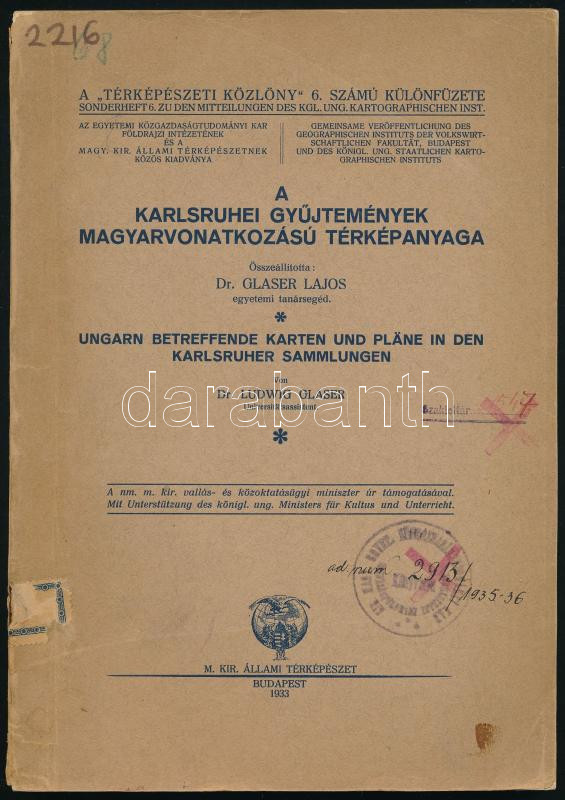 2216
A „TÉRKÉPÉSZETI KÖZLÖNY" 6. SZÁMÚ KÜLÖNFÜZETE
SONDERHEFT 6. ZU DEN MITTEILUNGEN DES KGL. UNG. KARTOGRAPHISCHEN INST.
AZ EGYETEMI KÖZGAZDASÁGTUDOMÁNYI KAR
FÖLDRAJZI INTÉZETÉNEK
ÉS A
MAGY. KIR. ÁLLAMI TÉRKÉPÉSZETNEK
KÖZÖS KIADVÁNYA
GEMEINSAME VERÖFFENTLICHUNG DES
GEOGRAPHISCHEN INSTITUTS DER VOLKSWIRT-
SCHAFTLICHEN FAKULTÄT, BUDAPEST
UND DES KÖNIGL. UNG. STAATLICHEN KARTO-
GRAPHISCHEN INSTITUTS
A
KARLSRUHEI GYŰJTEMÉNYEK
MAGYARVONATKOZÁSÚ TÉRKÉPANYAGA
Összeállította:
Dr. GLASER LAJOS
egyetemi tanársegéd.
*
UNGARN BETREFFENDE KARTEN UND PLÄNE IN DEN
KARLSRUHER SAMMLUNGEN
Von
Dr. LUDWIG GLASER
Universitätsassistent.
darabanth
*
A nm. m. kir. vallás- és közoktatásügyi miniszter úr támogatásával.
Mit Unterstützung des königl. ung. Ministers für Kultus und Unterricht.
ad. num 2913/
/1935-36
M. KIR. ÁLLAMI TÉRKÉPÉSZET
BUDAPEST
1933